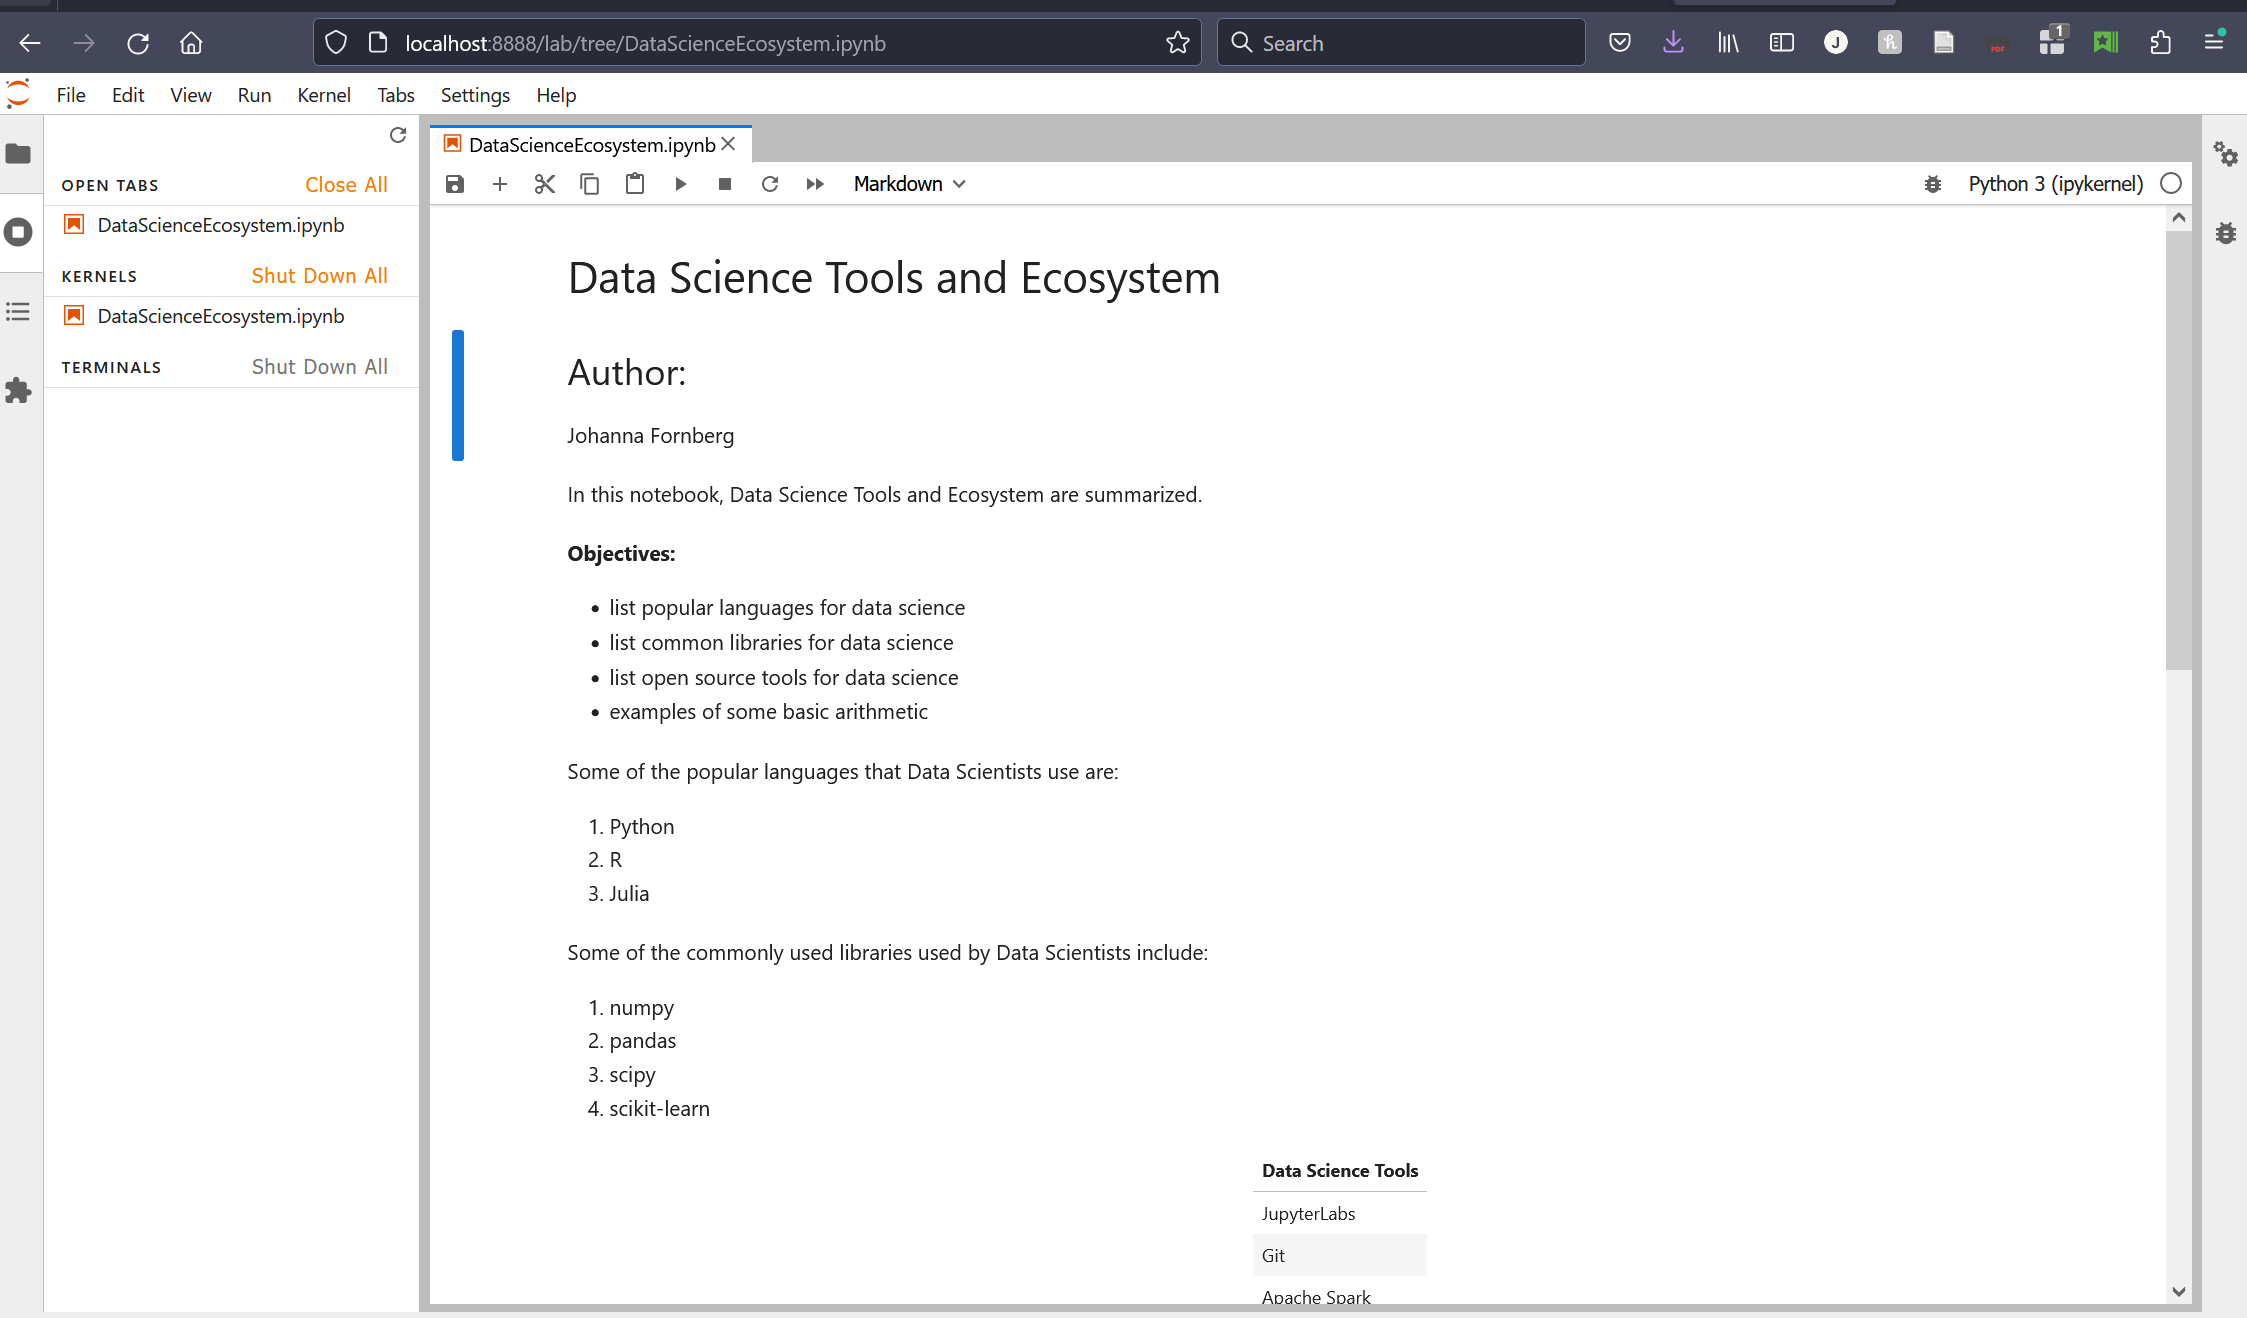 localhost:8888/lab/tree/DataScienceEcosystem.ipynb
Search
J
PDF
1
File Edit View Run Kernel Tabs Settings Help
OPEN TABS Close All
DataScienceEcosystem.ipynb
KERNELS Shut Down All
DataScienceEcosystem.ipynb
TERMINALS Shut Down All
DataScienceEcosystem.ipynb
Markdown
Python 3 (ipykernel)
Data Science Tools and Ecosystem
Author:
Johanna Fornberg
In this notebook, Data Science Tools and Ecosystem are summarized.
Objectives:
• list popular languages for data science
• list common libraries for data science
• list open source tools for data science
• examples of some basic arithmetic
Some of the popular languages that Data Scientists use are:
1. Python
2. R
3. Julia
Some of the commonly used libraries used by Data Scientists include:
1. numpy
2. pandas
3. scipy
4. scikit-learn
Data Science Tools
JupyterLabs
Git
Apache Spark